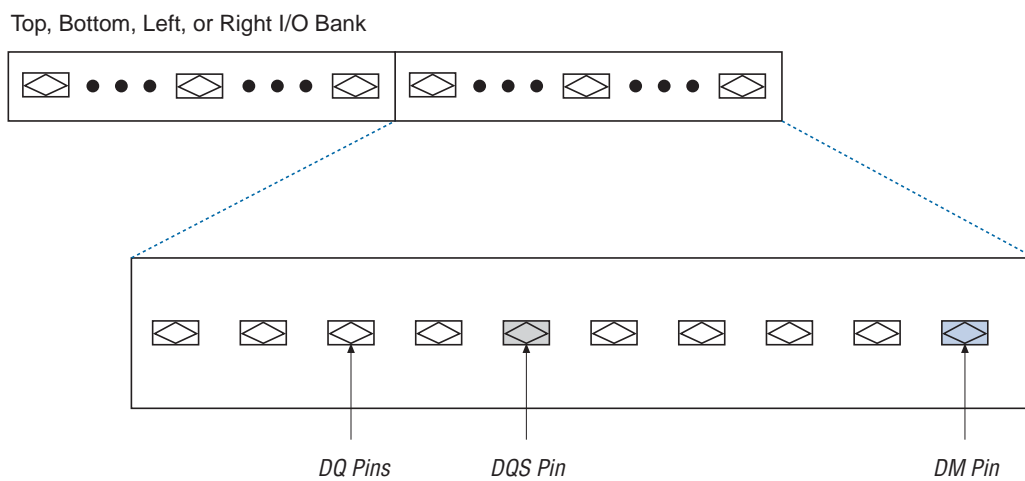 Top, Bottom, Left, or Right I/O Bank
DQ Pins
DQS Pin
DM Pin